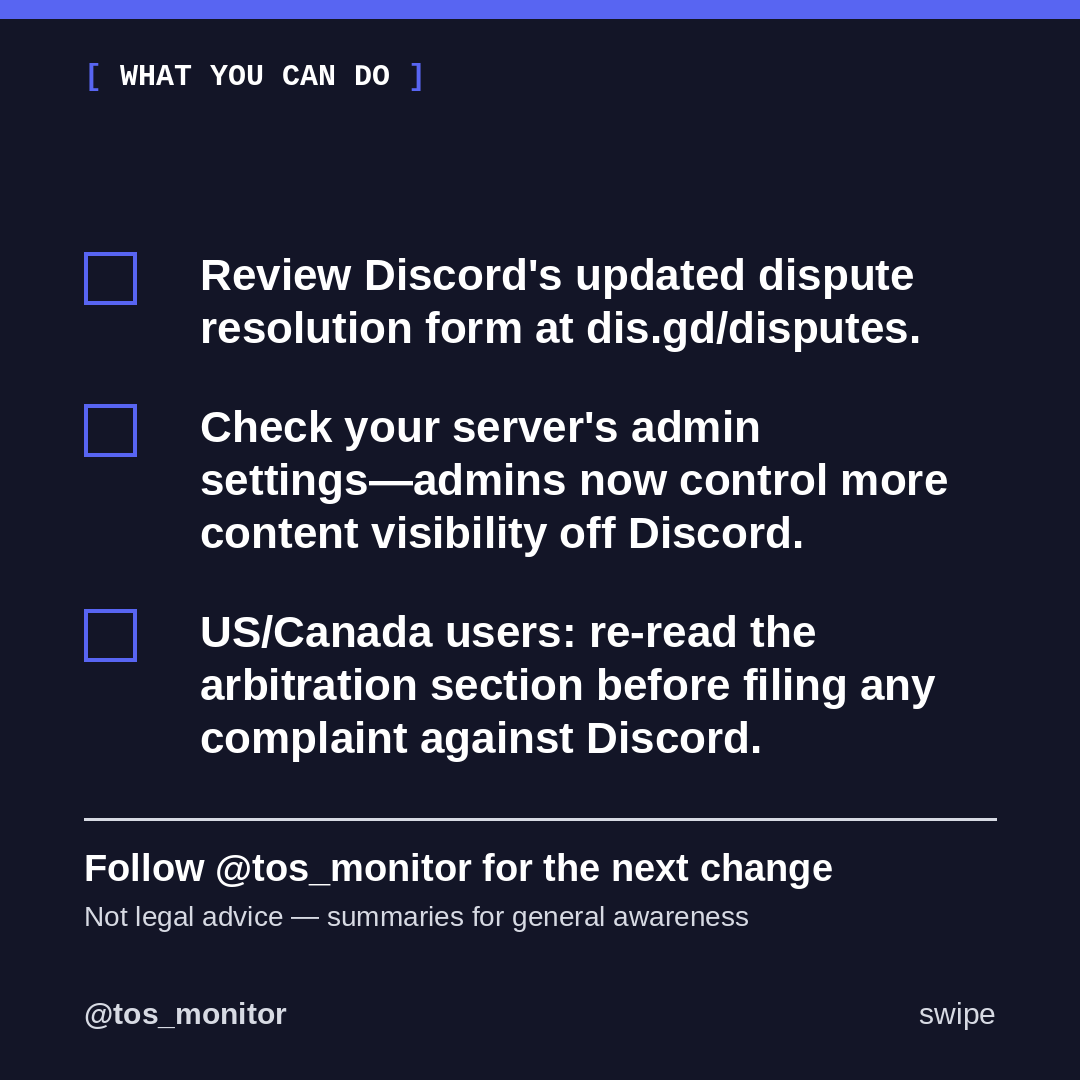 [ WHAT YOU CAN DO ]
Review Discord's updated dispute
resolution form at dis.gd/disputes.
Check your server's admin
settings—admins now control more
content visibility off Discord.
US/Canada users: re-read the
arbitration section before filing any
complaint against Discord.
Follow @tos_monitor for the next change
Not legal advice — summaries for general awareness
@tos_monitor
swipe